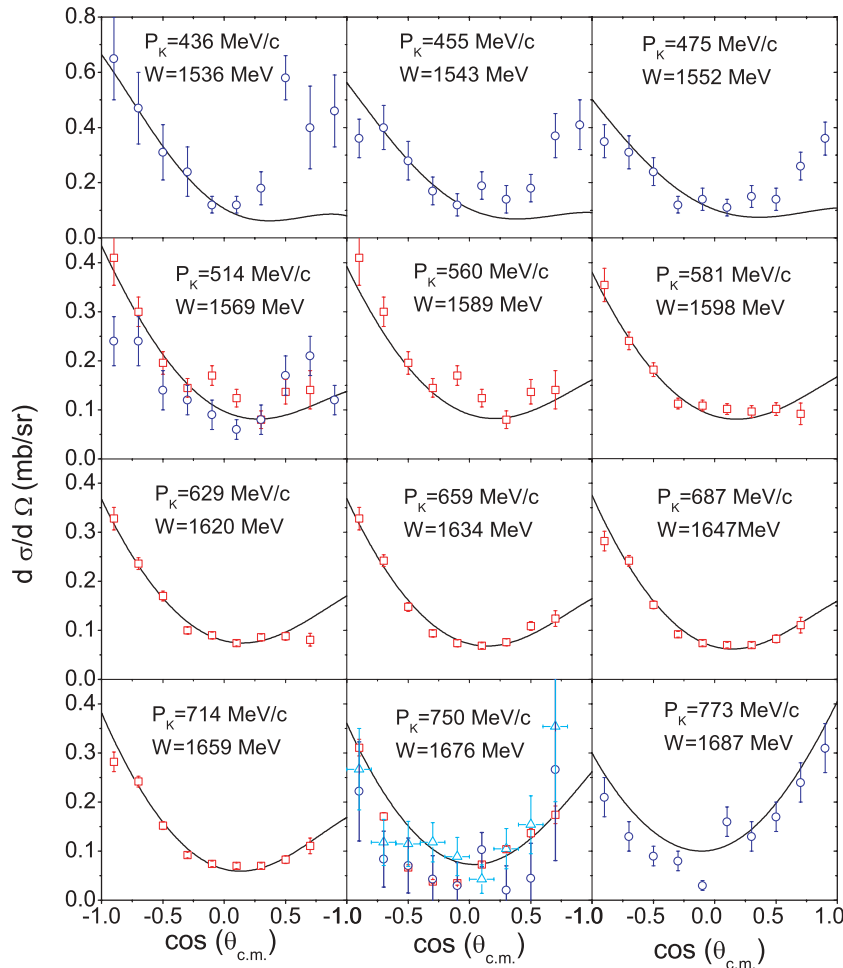 P_K=436 MeV/c
W=1536 MeV
P_K=455 MeV/c
W=1543 MeV
P_K=475 MeV/c
W=1552 MeV
0.8
0.6
0.4
0.2
0.0
P_K=514 MeV/c
W=1569 MeV
P_K=560 MeV/c
W=1589 MeV
P_K=581 MeV/c
W=1598 MeV
0.4
0.3
0.2
0.1
0.0
d σ/d Ω (mb/sr)
P_K=629 MeV/c
W=1620 MeV
P_K=659 MeV/c
W=1634 MeV
P_K=687 MeV/c
W=1647MeV
0.4
0.3
0.2
0.1
0.0
P_K=714 MeV/c
W=1659 MeV
P_K=750 MeV/c
W=1676 MeV
P_K=773 MeV/c
W=1687 MeV
0.4
0.3
0.2
0.1
0.0
-1.0 -0.5 0.0 0.5 -1.0 -0.5 0.0 0.5 -1.0 -0.5 0.0 0.5 1.0
cos (θ_c.m.) cos (θ_c.m.) cos (θ_c.m.)